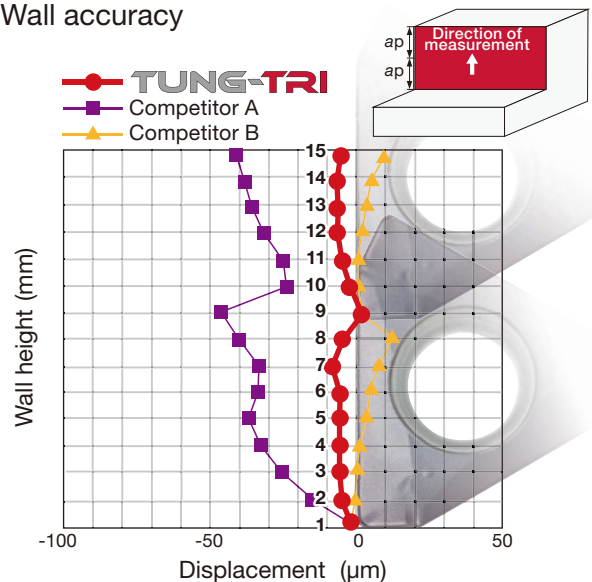 Wall accuracy
ap
ap
Direction of
measurement
TUNG-TRI
Competitor A
Competitor B
Wall height (mm)
15
14
13
12
11
10
9
8
7
6
5
4
3
2
1
-100
-50
0
50
Displacement (µm)